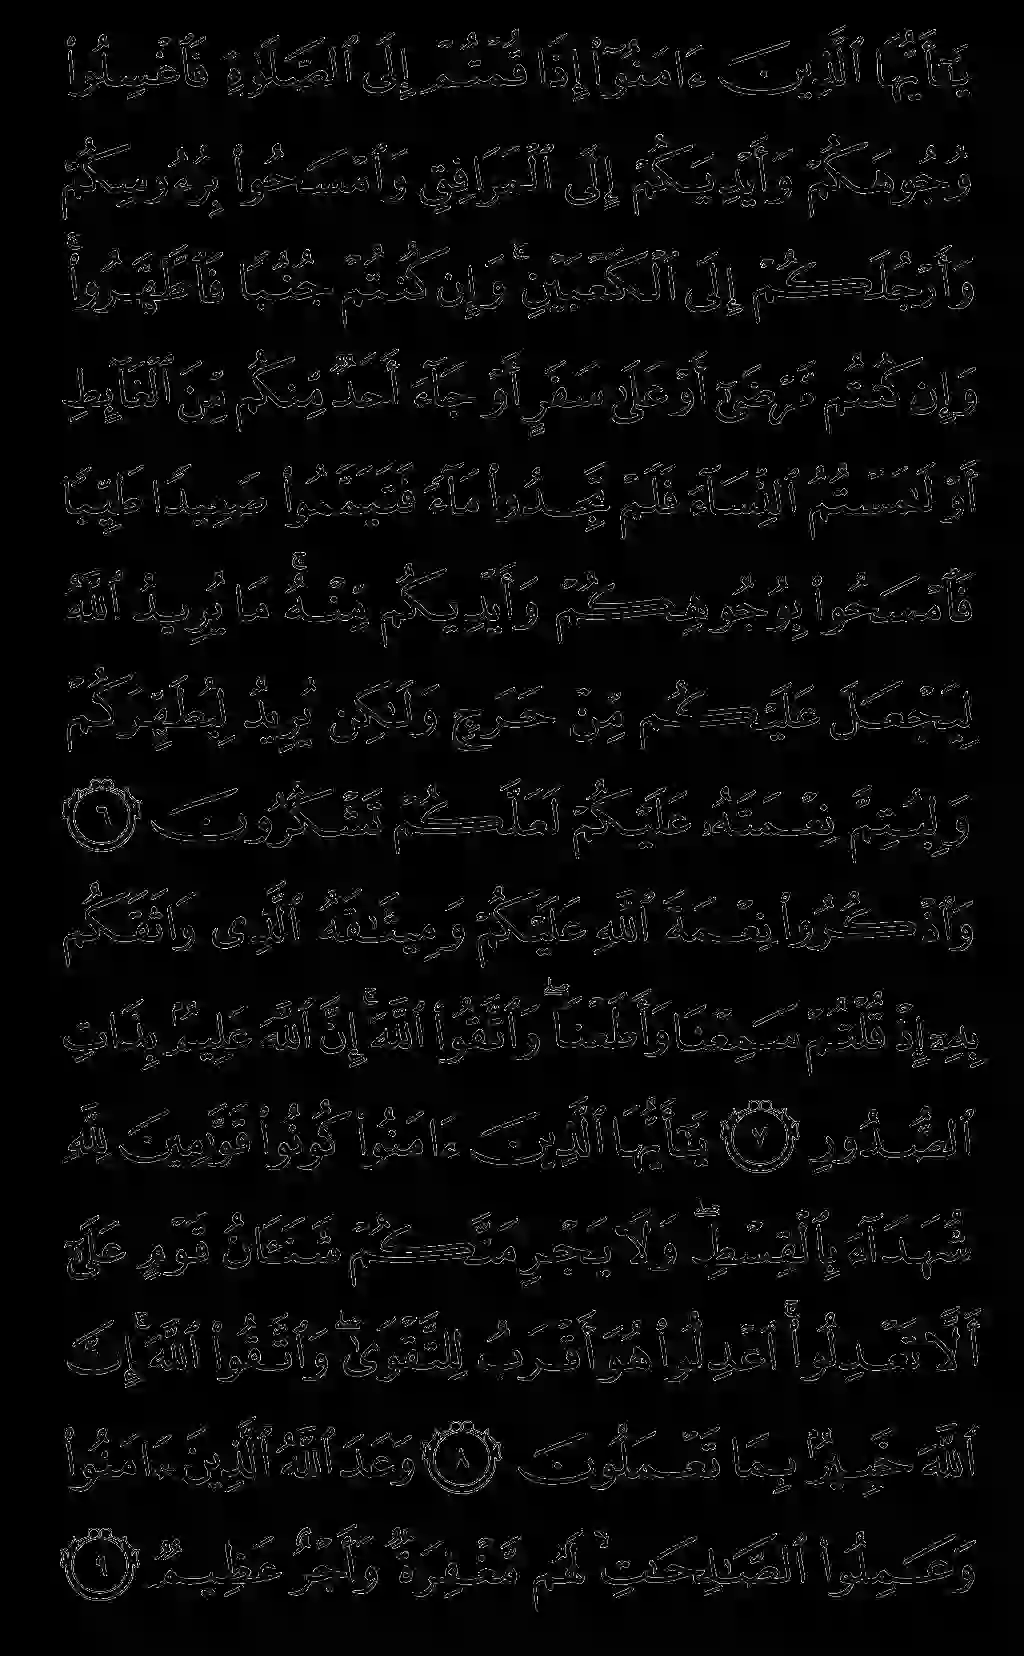 يَـٰٓأَيُّهَا ٱلَّذِينَ ءَامَنُوٓا۟ إِذَا قُمْتُمْ إِلَى ٱلصَّلَوٰةِ فَٱغْسِلُوا۟
وُجُوهَكُمْ وَأَيْدِيَكُمْ إِلَى ٱلْمَرَافِقِ وَٱمْسَحُوا۟ بِرُءُوسِكُمْ
وَأَرْجُلَكُمْ إِلَى ٱلْكَعْبَيْنِ ۚ وَإِن كُنتُمْ جُنُبًا فَٱطَّهَّرُوا۟ ۚ
وَإِن كُنتُم مَّرْضَىٰٓ أَوْ عَلَىٰ سَفَرٍ أَوْ جَآءَ أَحَدٌ مِّنكُم مِّنَ ٱلْغَآئِطِ
أَوْ لَـٰمَسْتُمُ ٱلنِّسَآءَ فَلَمْ تَجِدُوا۟ مَآءً فَتَيَمَّمُوا۟ صَعِيدًا طَيِّبًا
فَٱمْسَحُوا۟ بِوُجُوهِكُمْ وَأَيْدِيكُم مِّنْهُ ۚ مَا يُرِيدُ ٱللَّهُ
لِيَجْعَلَ عَلَيْكُم مِّنْ حَرَجٍ وَلَـٰكِن يُرِيدُ لِيُطَهِّرَكُمْ
وَلِيُتِمَّ نِعْمَتَهُۥ عَلَيْكُمْ لَعَلَّكُمْ تَشْكُرُونَ ٦
وَٱذْكُرُوا۟ نِعْمَةَ ٱللَّهِ عَلَيْكُمْ وَمِيثَـٰقَهُ ٱلَّذِى وَاثَقَكُم
بِهِۦٓ إِذْ قُلْتُمْ سَمِعْنَا وَأَطَعْنَا ۖ وَٱتَّقُوا۟ ٱللَّهَ ۚ إِنَّ ٱللَّهَ عَلِيمٌۢ بِذَاتِ
ٱلصُّدُورِ ٧ يَـٰٓأَيُّهَا ٱلَّذِينَ ءَامَنُوا۟ كُونُوا۟ قَوَّٰمِينَ لِلَّهِ
شُهَدَآءَ بِٱلْقِسْطِ ۖ وَلَا يَجْرِمَنَّكُمْ شَنَـَٔانُ قَوْمٍ عَلَىٰٓ
أَلَّا تَعْدِلُوا۟ ۚ ٱعْدِلُوا۟ هُوَ أَقْرَبُ لِلتَّقْوَىٰ ۖ وَٱتَّقُوا۟ ٱللَّهَ ۚ إِنَّ
ٱللَّهَ خَبِيرٌۢ بِمَا تَعْمَلُونَ ٨ وَعَدَ ٱللَّهُ ٱلَّذِينَ ءَامَنُوا۟
وَعَمِلُوا۟ ٱلصَّـٰلِحَـٰتِ ۙ لَهُم مَّغْفِرَةٌ وَأَجْرٌ عَظِيمٌ ٩